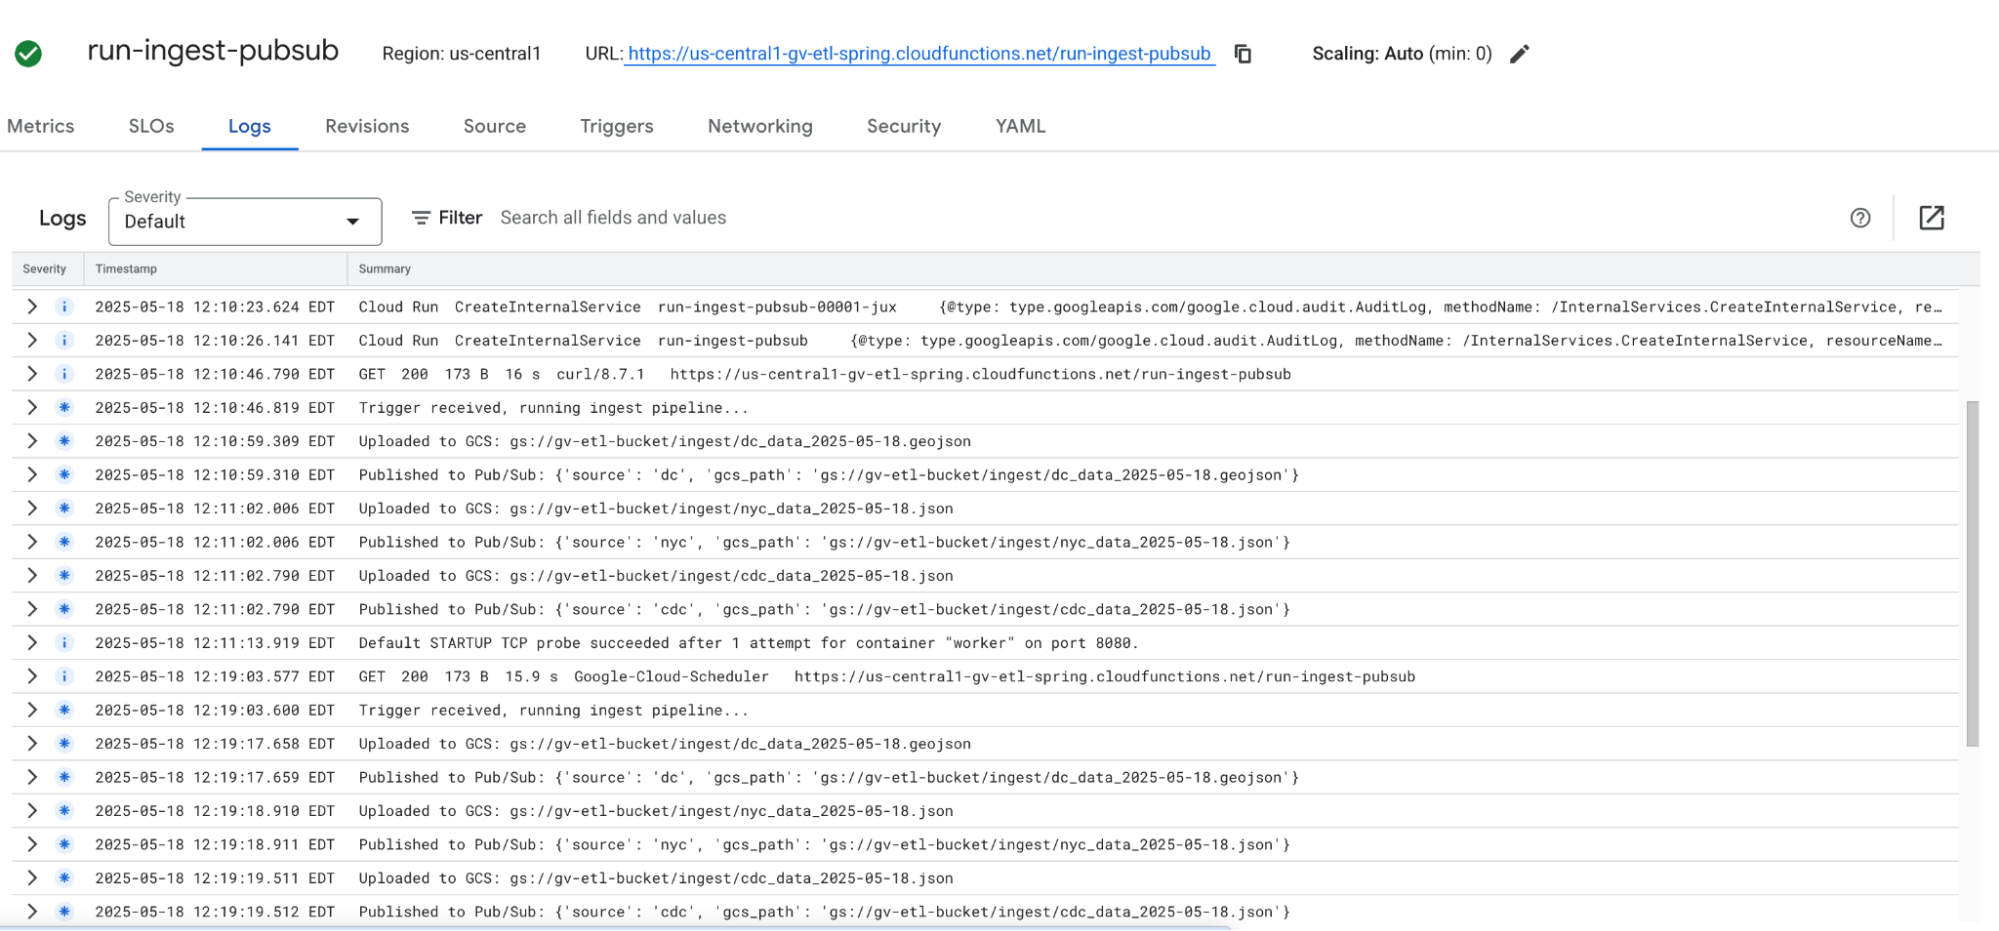 run-ingest-pubsub Region: us-central1 URL: https://us-central1-gv-etl-spring.cloudfunctions.net/run-ingest-pubsub Scaling: Auto (min: 0)
Metrics SLOs Logs Revisions Source Triggers Networking Security YAML
Severity
Logs Default Filter Search all fields and values
Severity Timestamp Summary
2025-05-18 12:10:23.624 EDT Cloud Run CreateInternalService run-ingest-pubsub-00001-jux {@type: type.googleapis.com/google.cloud.audit.AuditLog, methodName: /InternalServices.CreateInternalService, re…
2025-05-18 12:10:26.141 EDT Cloud Run CreateInternalService run-ingest-pubsub {@type: type.googleapis.com/google.cloud.audit.AuditLog, methodName: /InternalServices.CreateInternalService, resourceName…
2025-05-18 12:10:46.790 EDT GET 200 173 B 16 s curl/8.7.1 https://us-central1-gv-etl-spring.cloudfunctions.net/run-ingest-pubsub
2025-05-18 12:10:46.819 EDT Trigger received, running ingest pipeline...
2025-05-18 12:10:59.309 EDT Uploaded to GCS: gs://gv-etl-bucket/ingest/dc_data_2025-05-18.geojson
2025-05-18 12:10:59.310 EDT Published to Pub/Sub: {'source': 'dc', 'gcs_path': 'gs://gv-etl-bucket/ingest/dc_data_2025-05-18.geojson'}
2025-05-18 12:11:02.006 EDT Uploaded to GCS: gs://gv-etl-bucket/ingest/nyc_data_2025-05-18.json
2025-05-18 12:11:02.006 EDT Published to Pub/Sub: {'source': 'nyc', 'gcs_path': 'gs://gv-etl-bucket/ingest/nyc_data_2025-05-18.json'}
2025-05-18 12:11:02.790 EDT Uploaded to GCS: gs://gv-etl-bucket/ingest/cdc_data_2025-05-18.json
2025-05-18 12:11:02.790 EDT Published to Pub/Sub: {'source': 'cdc', 'gcs_path': 'gs://gv-etl-bucket/ingest/cdc_data_2025-05-18.json'}
2025-05-18 12:11:13.919 EDT Default STARTUP TCP probe succeeded after 1 attempt for container "worker" on port 8080.
2025-05-18 12:19:03.577 EDT GET 200 173 B 15.9 s Google-Cloud-Scheduler https://us-central1-gv-etl-spring.cloudfunctions.net/run-ingest-pubsub
2025-05-18 12:19:03.600 EDT Trigger received, running ingest pipeline...
2025-05-18 12:19:17.658 EDT Uploaded to GCS: gs://gv-etl-bucket/ingest/dc_data_2025-05-18.geojson
2025-05-18 12:19:17.659 EDT Published to Pub/Sub: {'source': 'dc', 'gcs_path': 'gs://gv-etl-bucket/ingest/dc_data_2025-05-18.geojson'}
2025-05-18 12:19:18.910 EDT Uploaded to GCS: gs://gv-etl-bucket/ingest/nyc_data_2025-05-18.json
2025-05-18 12:19:18.911 EDT Published to Pub/Sub: {'source': 'nyc', 'gcs_path': 'gs://gv-etl-bucket/ingest/nyc_data_2025-05-18.json'}
2025-05-18 12:19:19.511 EDT Uploaded to GCS: gs://gv-etl-bucket/ingest/cdc_data_2025-05-18.json
2025-05-18 12:19:19.512 EDT Published to Pub/Sub: {'source': 'cdc', 'gcs_path': 'gs://gv-etl-bucket/ingest/cdc_data_2025-05-18.json'}